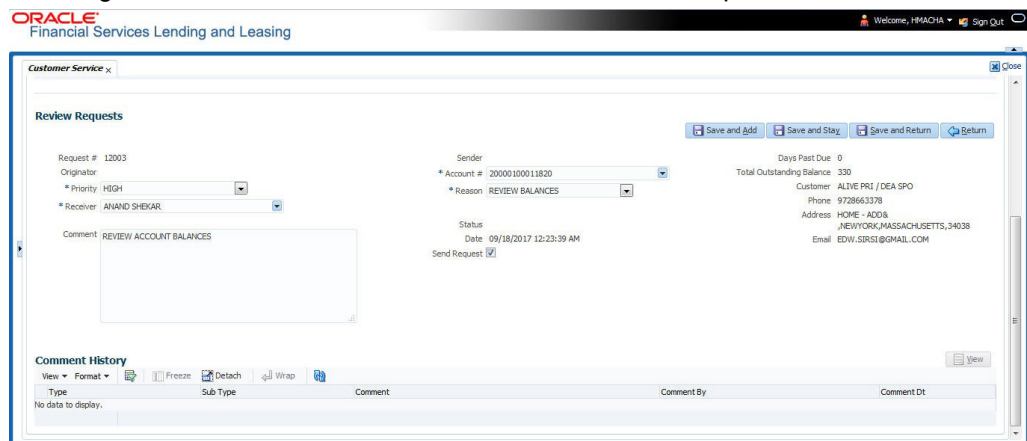 ORACLE
Financial Services Lending and Leasing
Welcome, HMACHA
Sign Out
Customer Service
Close
Review Requests
Save and Add
Save and Stay
Save and Return
Return
Request # 12003
Sender
Days Past Due 0
Originator
* Account # 20000100011820
Total Outstanding Balance 330
* Priority HIGH
* Reason REVIEW BALANCES
Customer ALIVE PRI / DEA SPO
* Receiver ANAND SHEKAR
Phone 9728663378
Address HOME - ADD&
,NEWYORK,MASSACHUSETTS,34038
Status
Comment REVIEW ACCOUNT BALANCES
Date 09/18/2017 12:23:39 AM
Email EDW.SIRSI@GMAIL.COM
Send Request
Comment History
View
View Format Freeze Detach Wrap
Type Sub Type Comment Comment By Comment Dt
No data to display.